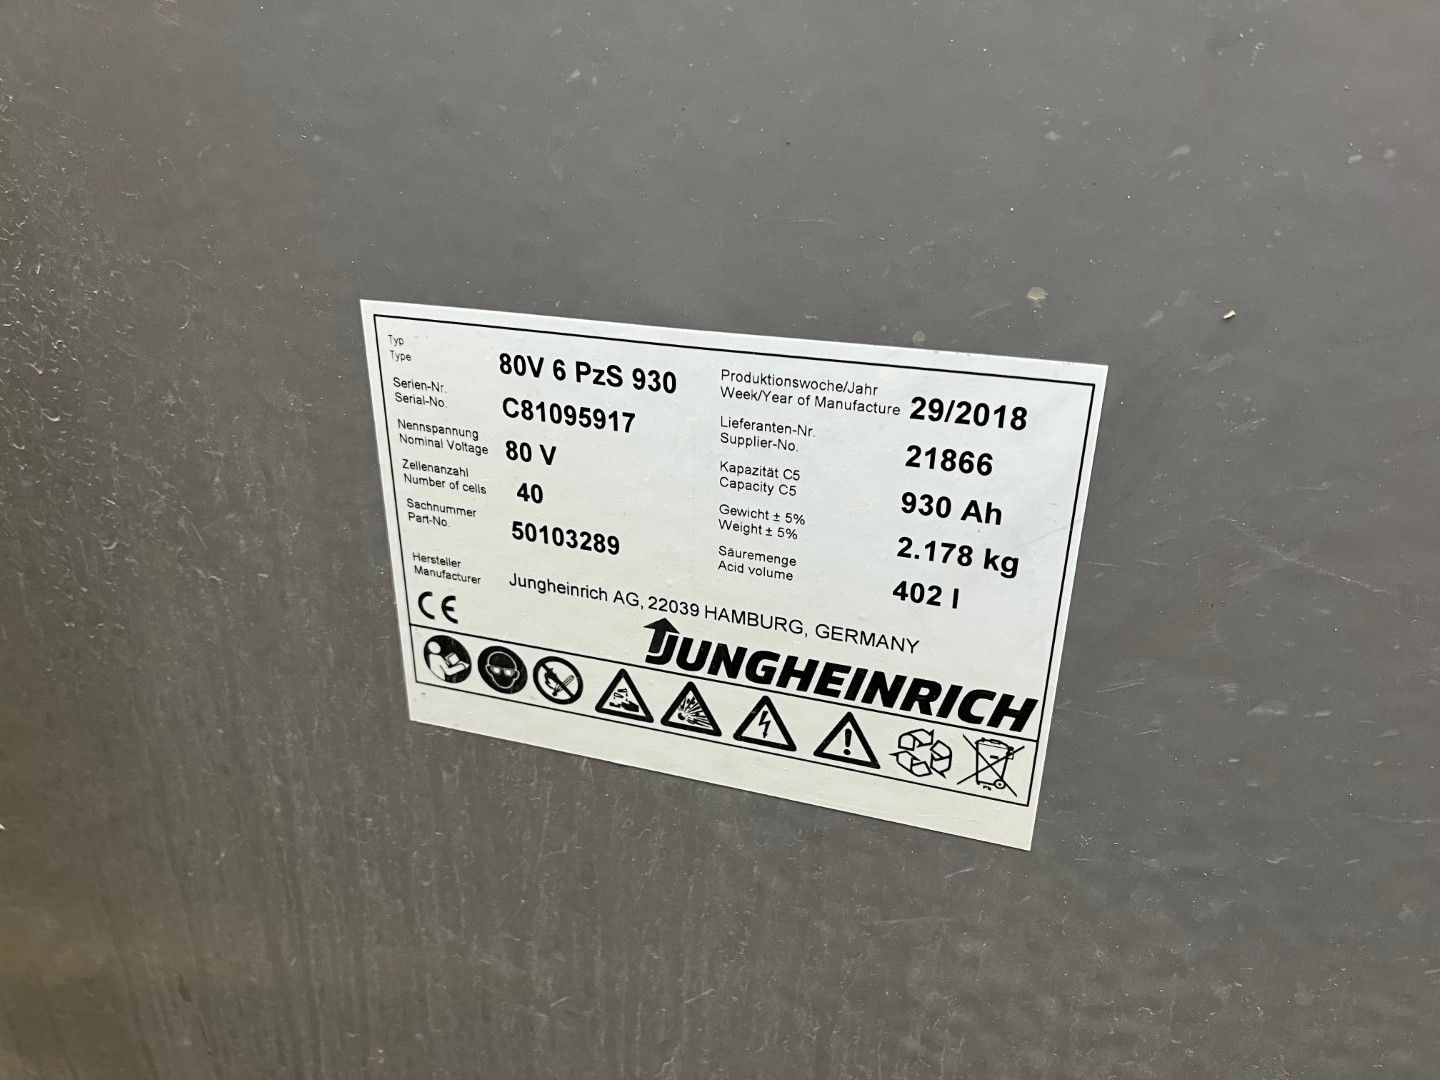 Typ
Type
80V 6 PzS 930
Serien-Nr.
Serial-No.
C81095917
Nennspannung
Nominal Voltage
80 V
Zellenanzahl
Number of cells
40
Sachnummer
Part-No.
50103289
Produktionswoche/Jahr
Week/Year of Manufacture
29/2018
Lieferanten-Nr.
Supplier-No.
21866
Kapazität C5
Capacity C5
930 Ah
Gewicht ± 5%
Weight ± 5%
2.178 kg
Säuremenge
Acid volume
402 l
Hersteller
Manufacturer
Jungheinrich AG, 22039 HAMBURG, GERMANY
CE
JUNGHEINRICH